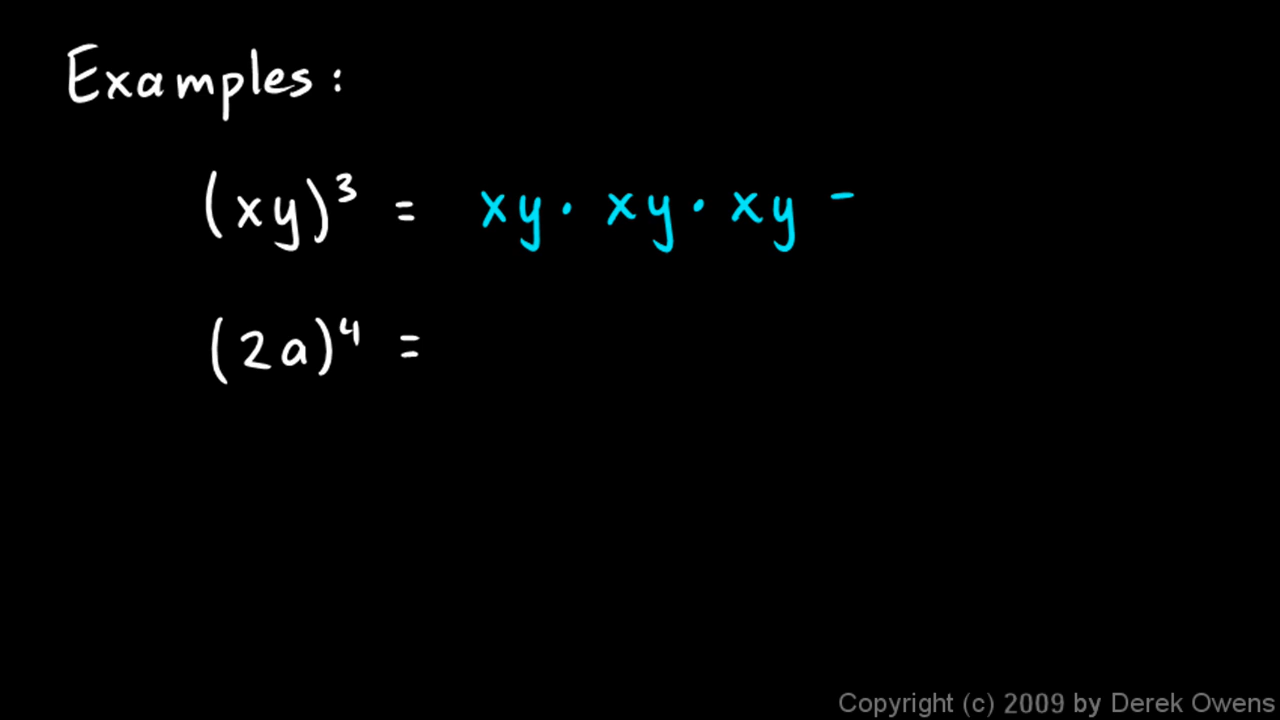 Examples:
(xy)³ = xy · xy · xy -
(2a)⁴ =
Copyright (c) 2009 by Derek Owens